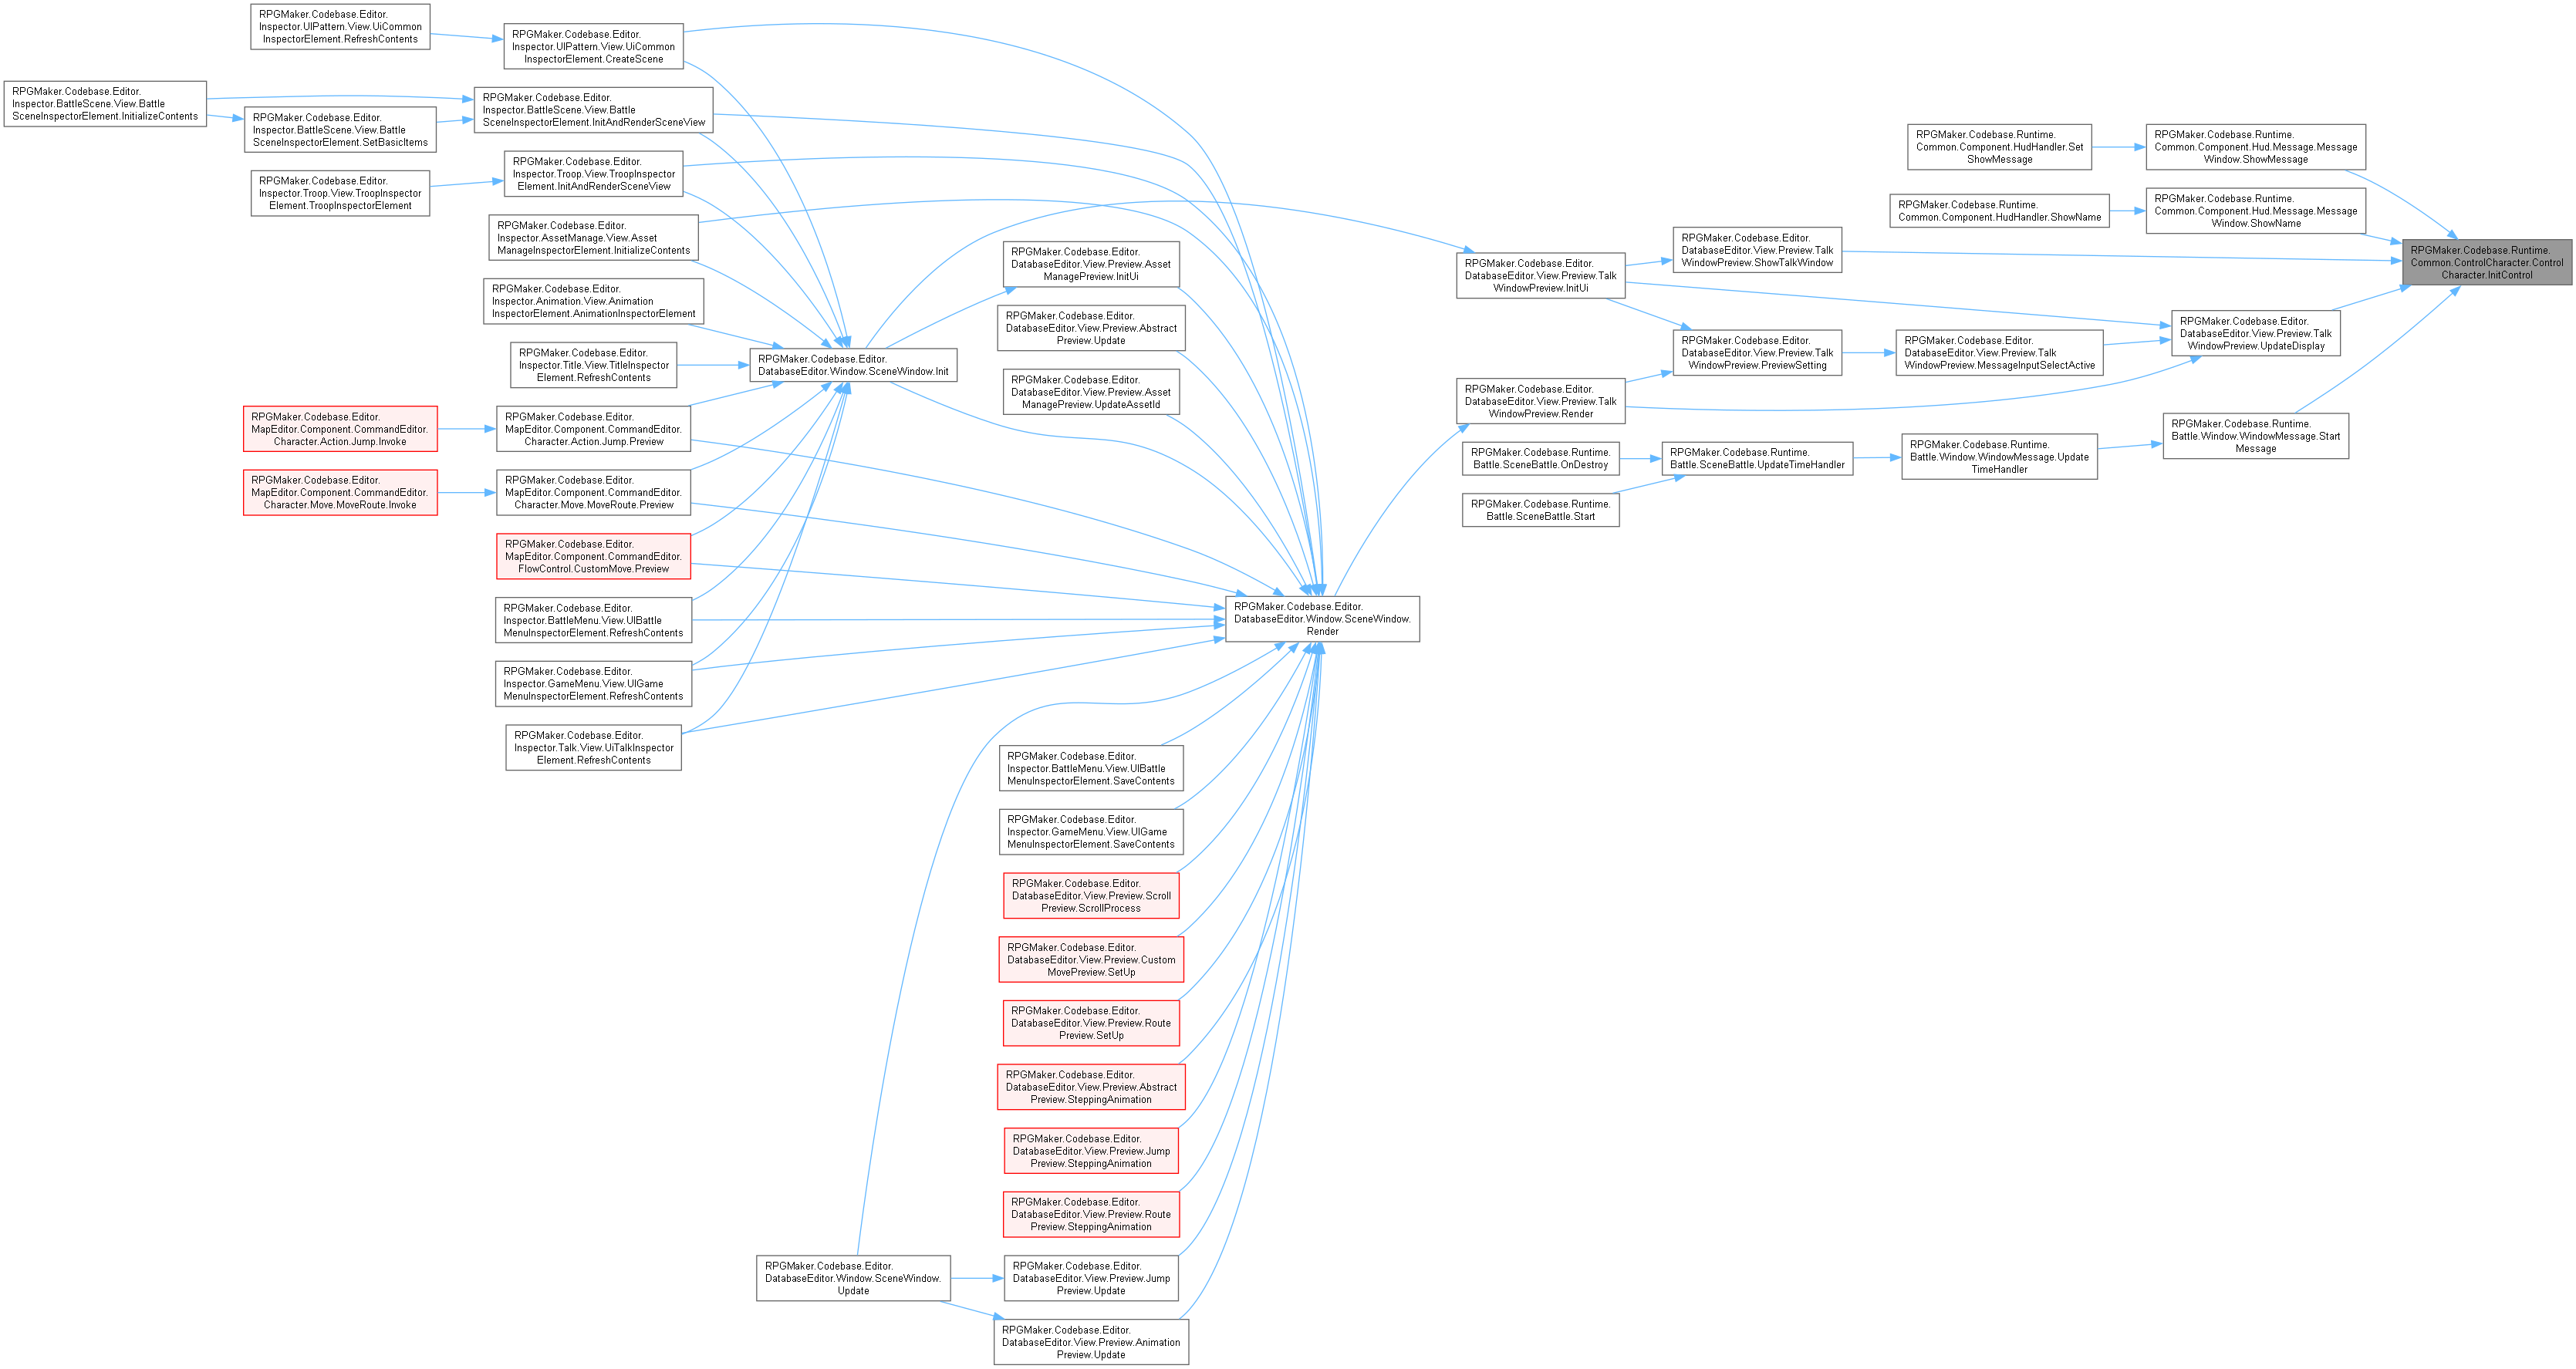 RPGMaker.Codebase.Editor.
Inspector.UIPattern.View.UiCommon
InspectorElement.RefreshContents
RPGMaker.Codebase.Editor.
Inspector.UIPattern.View.UiCommon
InspectorElement.CreateScene
RPGMaker.Codebase.Editor.
Inspector.BattleScene.View.Battle
SceneInspectorElement.InitializeContents
RPGMaker.Codebase.Editor.
Inspector.BattleScene.View.Battle
SceneInspectorElement.SetBasicItems
RPGMaker.Codebase.Editor.
Inspector.BattleScene.View.Battle
SceneInspectorElement.InitAndRenderSceneView
RPGMaker.Codebase.Editor.
Inspector.Troop.View.TroopInspector
Element.TroopInspectorElement
RPGMaker.Codebase.Editor.
Inspector.Troop.View.TroopInspector
Element.InitAndRenderSceneView
RPGMaker.Codebase.Editor.
Inspector.AssetManage.View.Asset
ManageInspectorElement.InitializeContents
RPGMaker.Codebase.Editor.
Inspector.Animation.View.Animation
InspectorElement.AnimationInspectorElement
RPGMaker.Codebase.Editor.
Inspector.Title.View.TitleInspector
Element.RefreshContents
RPGMaker.Codebase.Editor.
MapEditor.Component.CommandEditor.
Character.Action.Jump.Invoke
RPGMaker.Codebase.Editor.
MapEditor.Component.CommandEditor.
Character.Action.Jump.Preview
RPGMaker.Codebase.Editor.
MapEditor.Component.CommandEditor.
Character.Move.MoveRoute.Invoke
RPGMaker.Codebase.Editor.
MapEditor.Component.CommandEditor.
Character.Move.MoveRoute.Preview
RPGMaker.Codebase.Editor.
MapEditor.Component.CommandEditor.
FlowControl.CustomMove.Preview
RPGMaker.Codebase.Editor.
Inspector.BattleMenu.View.UIBattle
MenuInspectorElement.RefreshContents
RPGMaker.Codebase.Editor.
Inspector.GameMenu.View.UIGame
MenuInspectorElement.RefreshContents
RPGMaker.Codebase.Editor.
Inspector.Talk.View.UiTalkInspector
Element.RefreshContents
RPGMaker.Codebase.Editor.
DatabaseEditor.Window.SceneWindow.Init
RPGMaker.Codebase.Editor.
DatabaseEditor.View.Preview.Asset
ManagePreview.InitUi
RPGMaker.Codebase.Editor.
DatabaseEditor.View.Preview.Abstract
Preview.Update
RPGMaker.Codebase.Editor.
DatabaseEditor.View.Preview.Asset
ManagePreview.UpdateAssetId
RPGMaker.Codebase.Editor.
DatabaseEditor.Window.SceneWindow.
Render
RPGMaker.Codebase.Editor.
Inspector.BattleMenu.View.UIBattle
MenuInspectorElement.SaveContents
RPGMaker.Codebase.Editor.
Inspector.GameMenu.View.UIGame
MenuInspectorElement.SaveContents
RPGMaker.Codebase.Editor.
DatabaseEditor.View.Preview.Scroll
Preview.ScrollProcess
RPGMaker.Codebase.Editor.
DatabaseEditor.View.Preview.Custom
MovePreview.SetUp
RPGMaker.Codebase.Editor.
DatabaseEditor.View.Preview.Route
Preview.SetUp
RPGMaker.Codebase.Editor.
DatabaseEditor.View.Preview.Abstract
Preview.SteppingAnimation
RPGMaker.Codebase.Editor.
DatabaseEditor.View.Preview.Jump
Preview.SteppingAnimation
RPGMaker.Codebase.Editor.
DatabaseEditor.View.Preview.Route
Preview.SteppingAnimation
RPGMaker.Codebase.Editor.
DatabaseEditor.Window.SceneWindow.
Update
RPGMaker.Codebase.Editor.
DatabaseEditor.View.Preview.Jump
Preview.Update
RPGMaker.Codebase.Editor.
DatabaseEditor.View.Preview.Animation
Preview.Update
RPGMaker.Codebase.Editor.
DatabaseEditor.View.Preview.Talk
WindowPreview.InitUi
RPGMaker.Codebase.Editor.
DatabaseEditor.View.Preview.Talk
WindowPreview.Render
RPGMaker.Codebase.Runtime.
Battle.SceneBattle.OnDestroy
RPGMaker.Codebase.Runtime.
Battle.SceneBattle.Start
RPGMaker.Codebase.Editor.
DatabaseEditor.View.Preview.Talk
WindowPreview.ShowTalkWindow
RPGMaker.Codebase.Editor.
DatabaseEditor.View.Preview.Talk
WindowPreview.PreviewSetting
RPGMaker.Codebase.Runtime.
Battle.SceneBattle.UpdateTimeHandler
RPGMaker.Codebase.Runtime.
Common.Component.HudHandler.Set
ShowMessage
RPGMaker.Codebase.Runtime.
Common.Component.HudHandler.ShowName
RPGMaker.Codebase.Editor.
DatabaseEditor.View.Preview.Talk
WindowPreview.MessageInputSelectActive
RPGMaker.Codebase.Runtime.
Battle.Window.WindowMessage.Update
TimeHandler
RPGMaker.Codebase.Runtime.
Common.Component.Hud.Message.Message
Window.ShowMessage
RPGMaker.Codebase.Runtime.
Common.Component.Hud.Message.Message
Window.ShowName
RPGMaker.Codebase.Editor.
DatabaseEditor.View.Preview.Talk
WindowPreview.UpdateDisplay
RPGMaker.Codebase.Runtime.
Battle.Window.WindowMessage.Start
Message
RPGMaker.Codebase.Runtime.
Common.ControlCharacter.Control
Character.InitControl